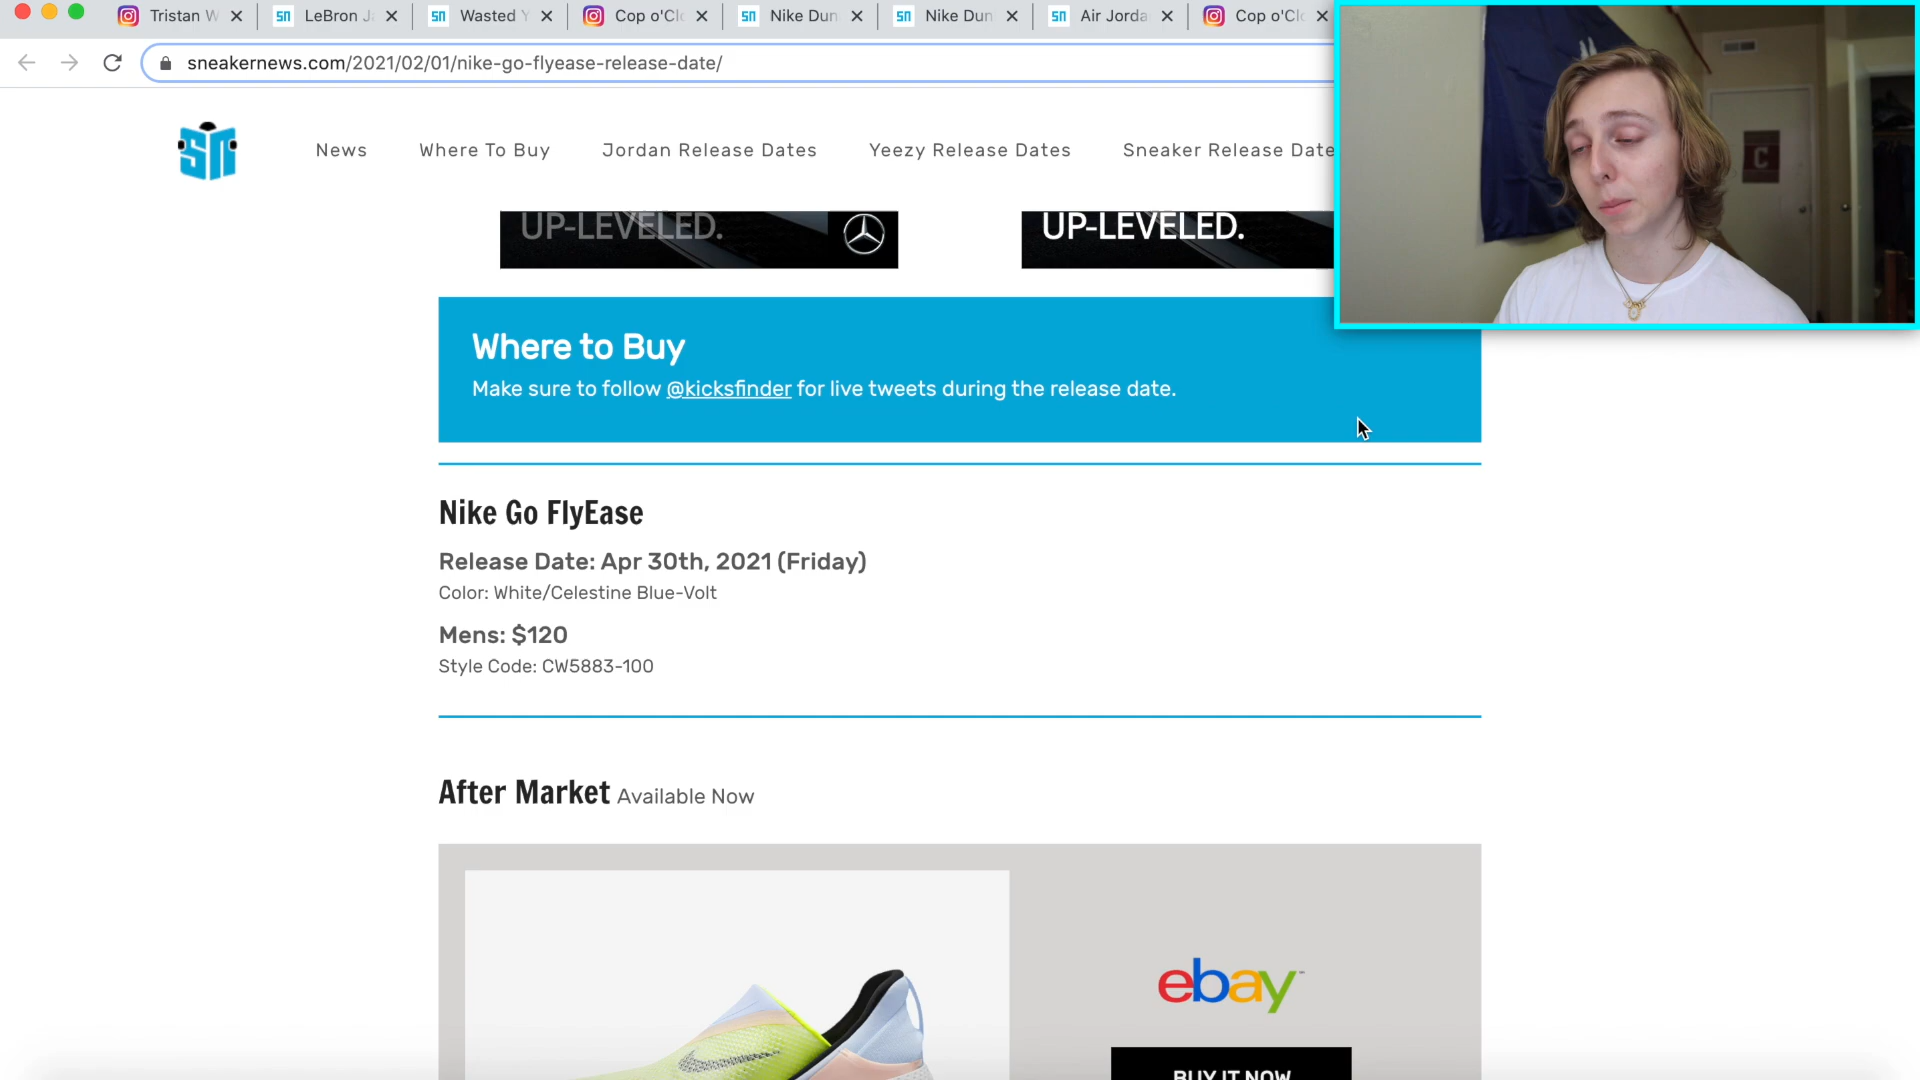 Tristan W
LeBron J
Wasted Y
Cop o'Clo
Nike Dun
Nike Dun
Air Jorda
Cop o'Clo
sneakernews.com/2021/02/01/nike-go-flyease-release-date/
sn
News
Where To Buy
Jordan Release Dates
Yeezy Release Dates
Sneaker Release Date
UP-LEVELED.
UP-LEVELED.
C
Where to Buy
Make sure to follow @kicksfinder for live tweets during the release date.
Nike Go FlyEase
Release Date: Apr 30th, 2021 (Friday)
Color: White/Celestine Blue-Volt
Mens: $120
Style Code: CW5883-100
After Market Available Now
ebay
BUY IT NOW